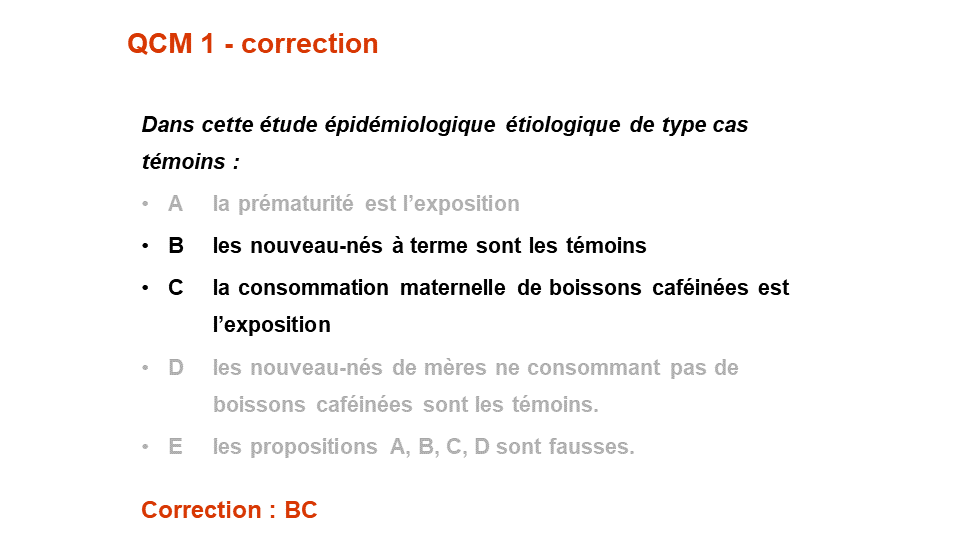 QCM 1 - correction
Dans cette étude épidémiologique étiologique de type cas
témoins :
• A la prématurité est l'exposition
• B les nouveau-nés à terme sont les témoins
• C la consommation maternelle de boissons caféinées est
l'exposition
• D les nouveau-nés de mères ne consommant pas de
boissons caféinées sont les témoins.
• E les propositions A, B, C, D sont fausses.
Correction : BC